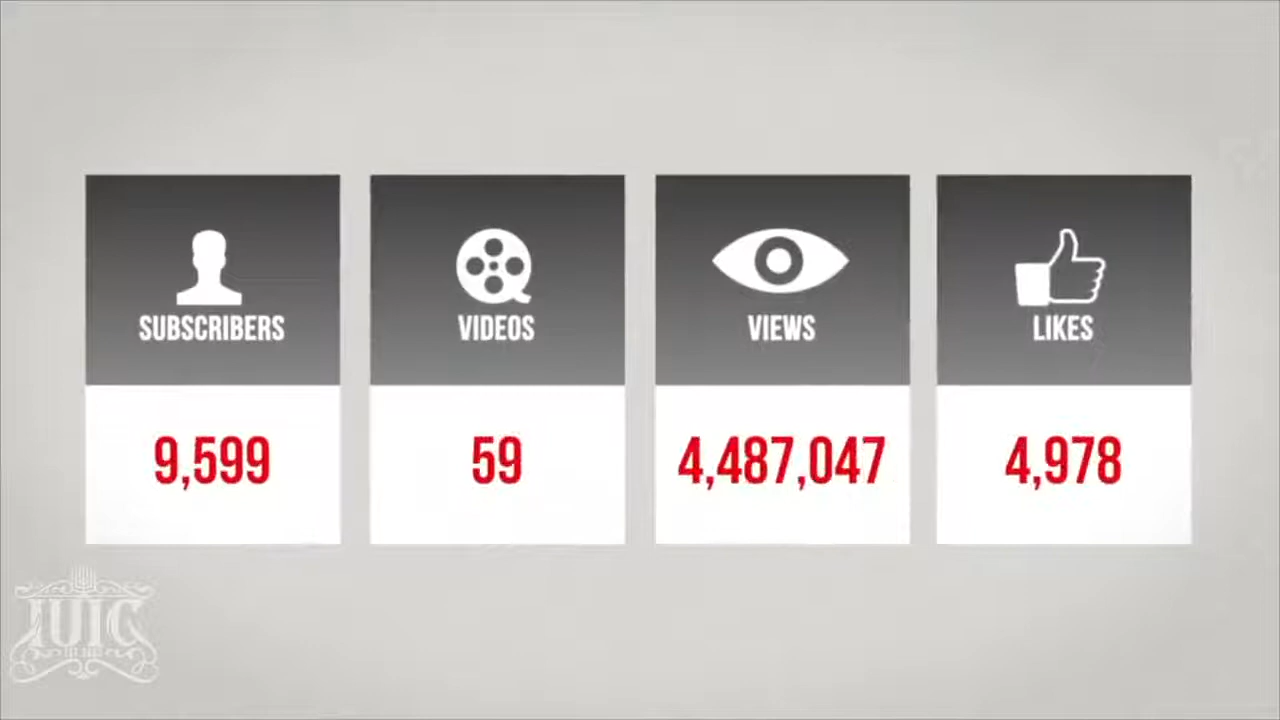 SUBSCRIBERS
VIDEOS
VIEWS
LIKES
9,599
59
4,487,047
4,978
IUIC